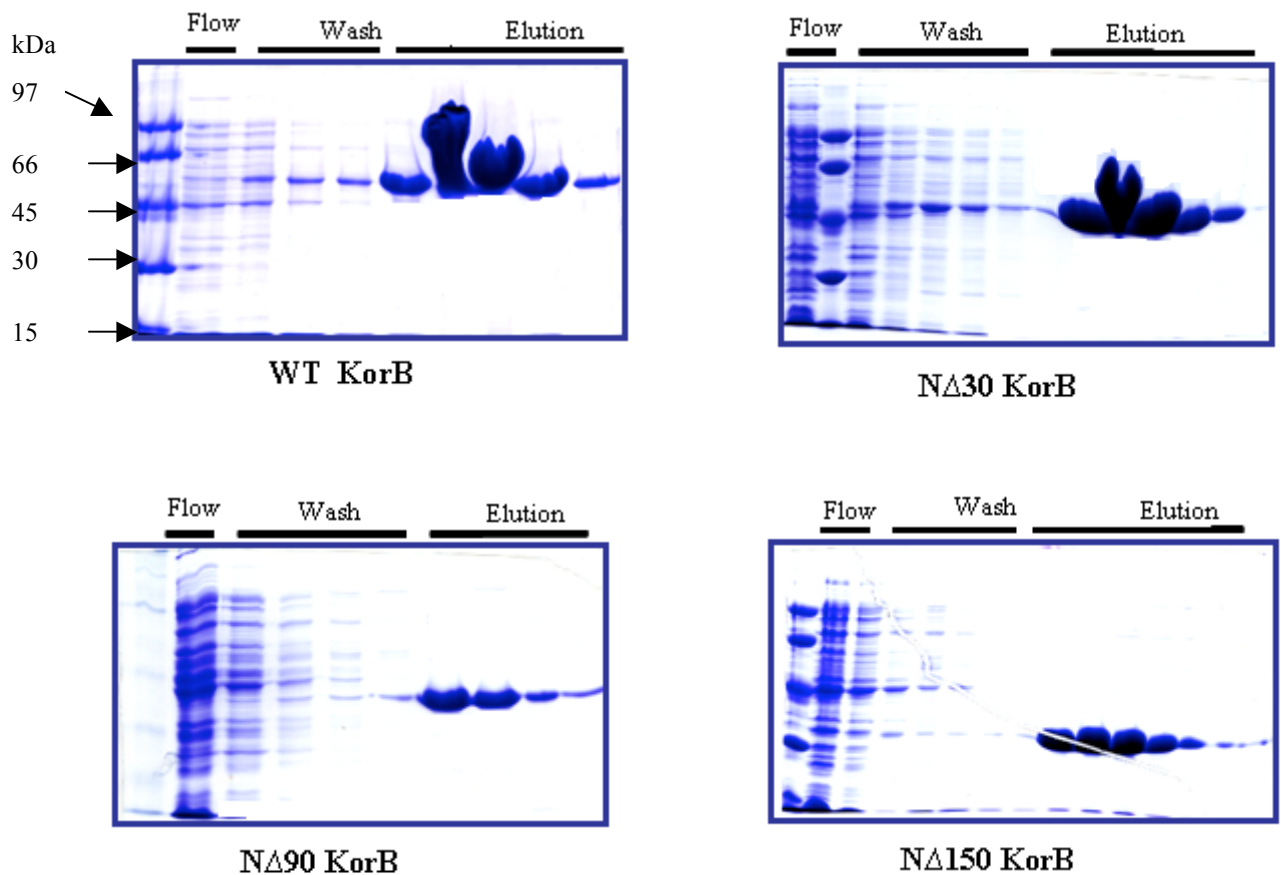 Flow Wash Elution
kDa
97
66
45
30
15
WT KorB
Flow Wash Elution
NΔ30 KorB
Flow Wash Elution
NΔ90 KorB
Flow Wash Elution
NΔ150 KorB